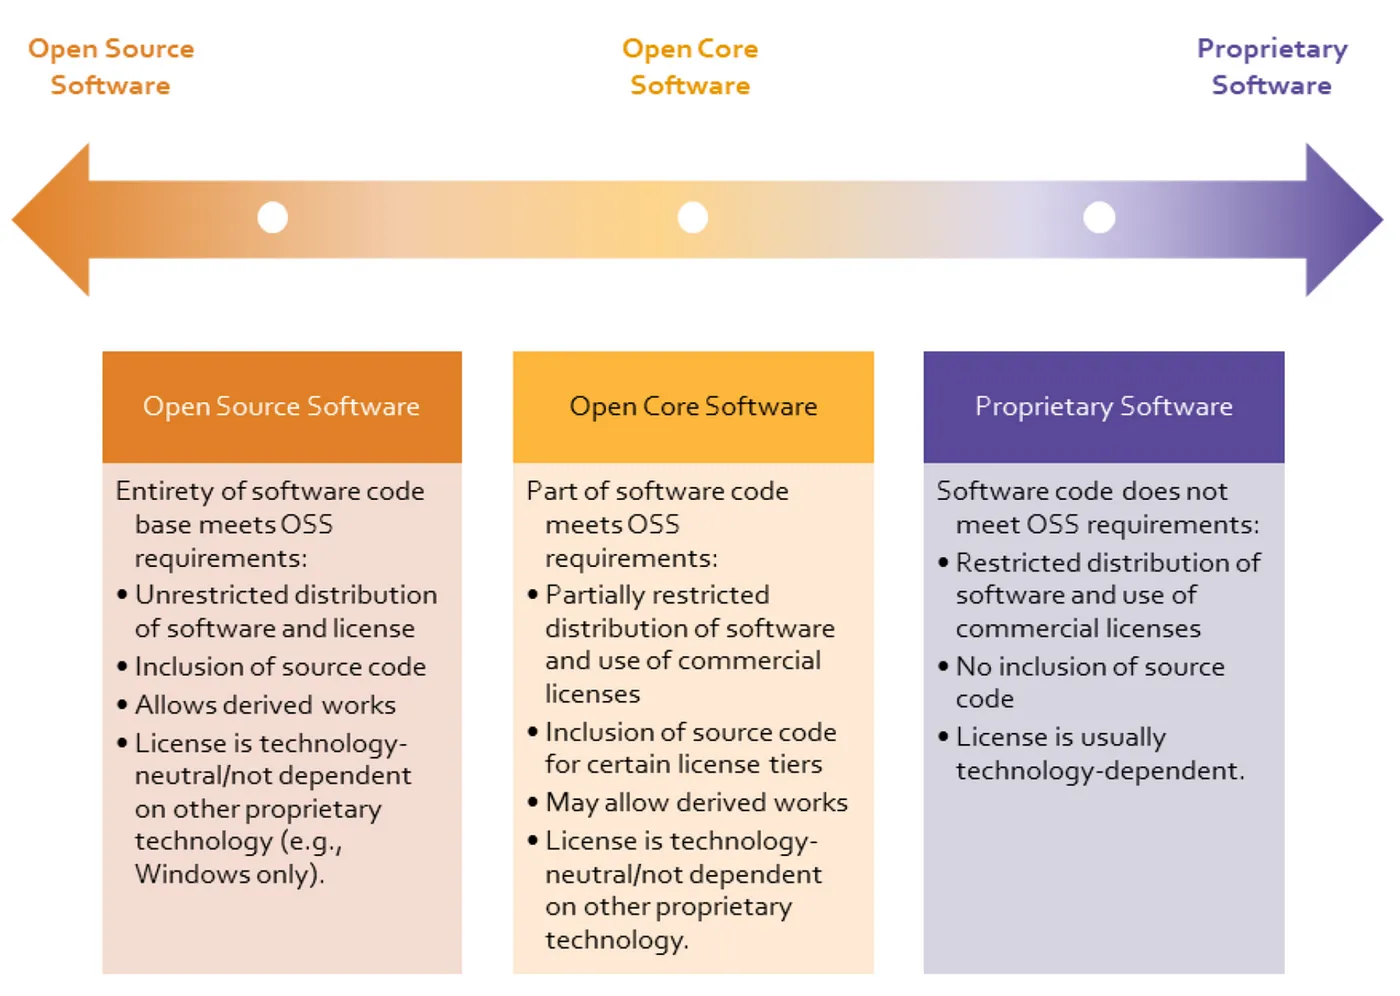 Open Source
Software
Open Core
Software
Proprietary
Software
Open Source Software
Entirety of software code
base meets OSS
requirements:
• Unrestricted distribution
of software and license
• Inclusion of source code
• Allows derived works
• License is technology-
neutral/not dependent
on other proprietary
technology (e.g.,
Windows only).
Open Core Software
Part of software code
meets OSS
requirements:
• Partially restricted
distribution of software
and use of commercial
licenses
• Inclusion of source code
for certain license tiers
• May allow derived works
• License is technology-
neutral/not dependent
on other proprietary
technology.
Proprietary Software
Software code does not
meet OSS requirements:
• Restricted distribution of
software and use of
commercial licenses
• No inclusion of source
code
• License is usually
technology-dependent.